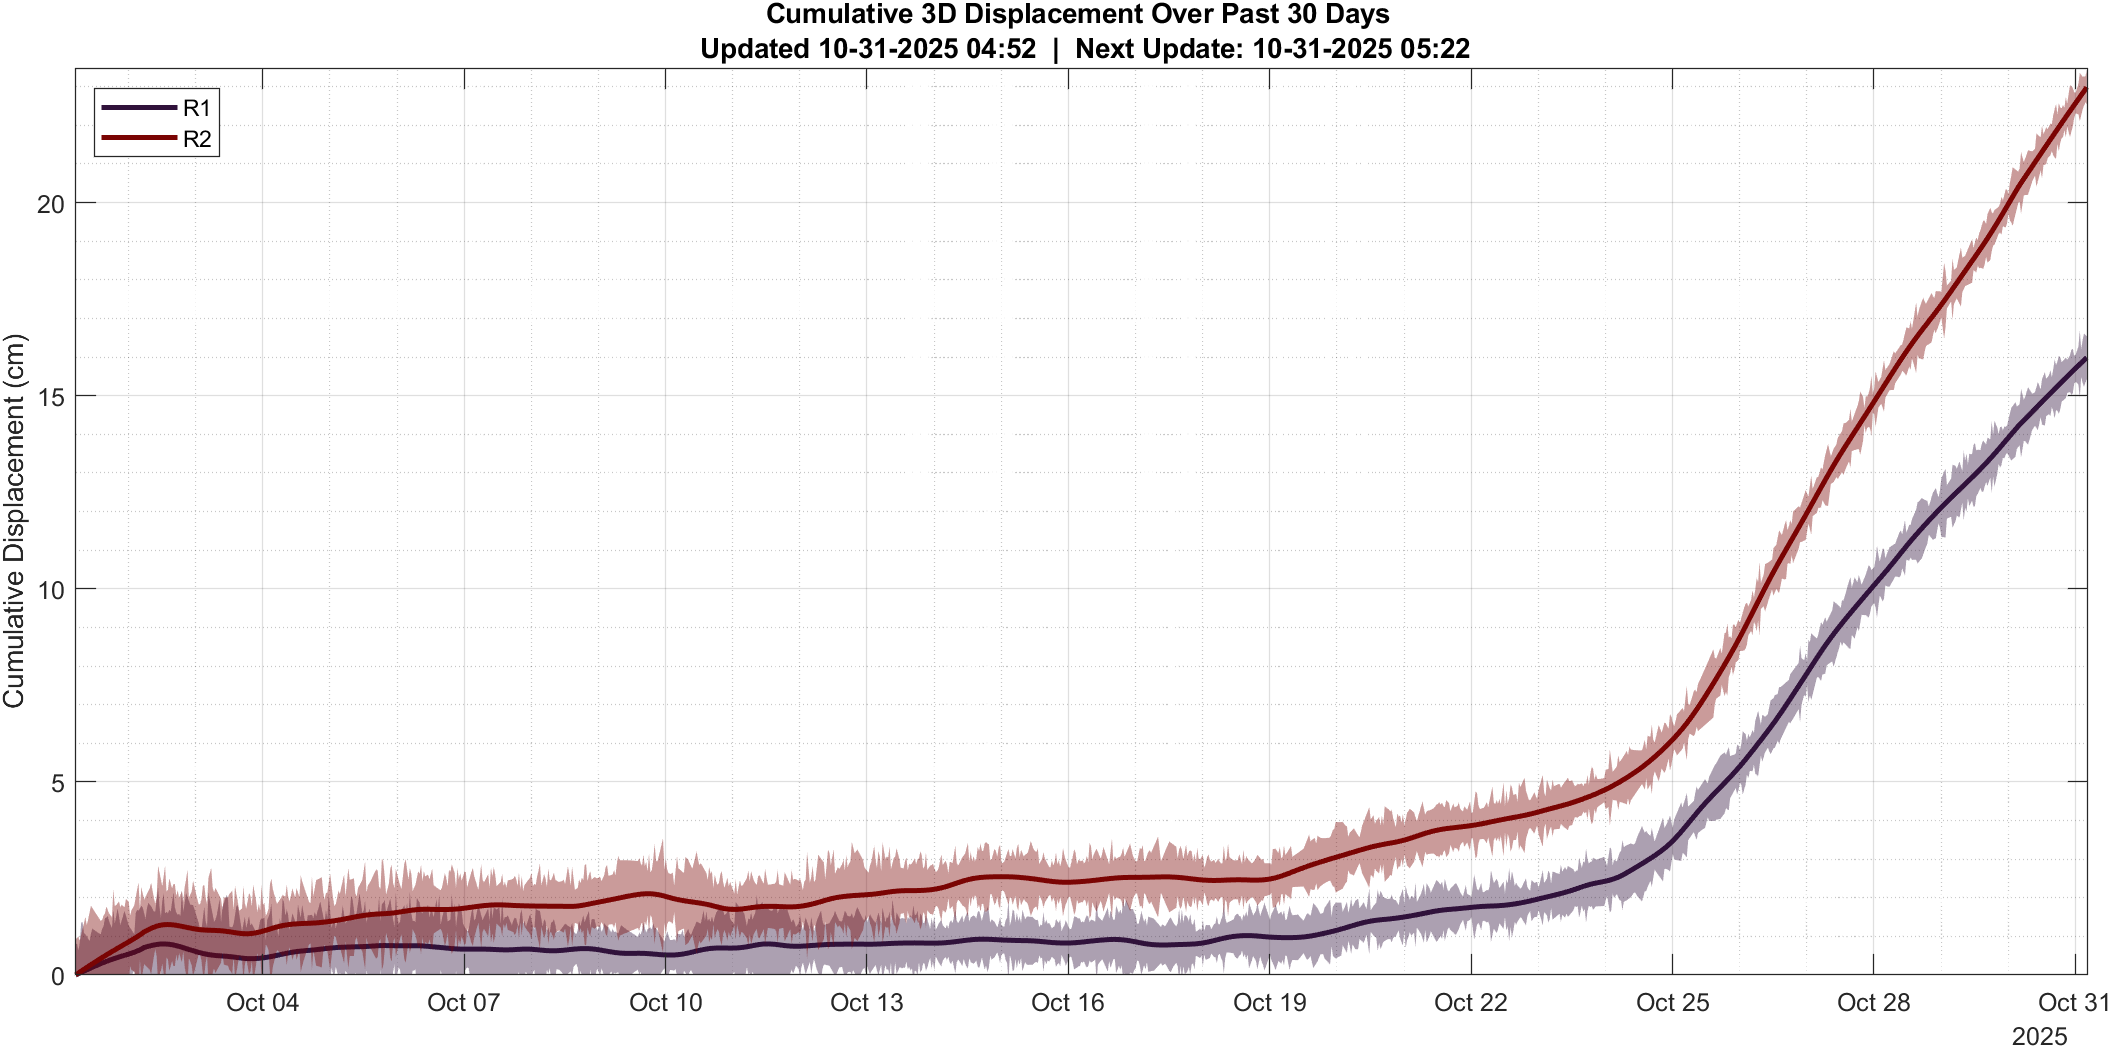 Cumulative 3D Displacement Over Past 30 Days
Updated 10-31-2025 04:52 | Next Update: 10-31-2025 05:22
R1
R2
Cumulative Displacement (cm)
20
15
10
5
0
Oct 04
Oct 07
Oct 10
Oct 13
Oct 16
Oct 19
Oct 22
Oct 25
Oct 28
Oct 31
2025